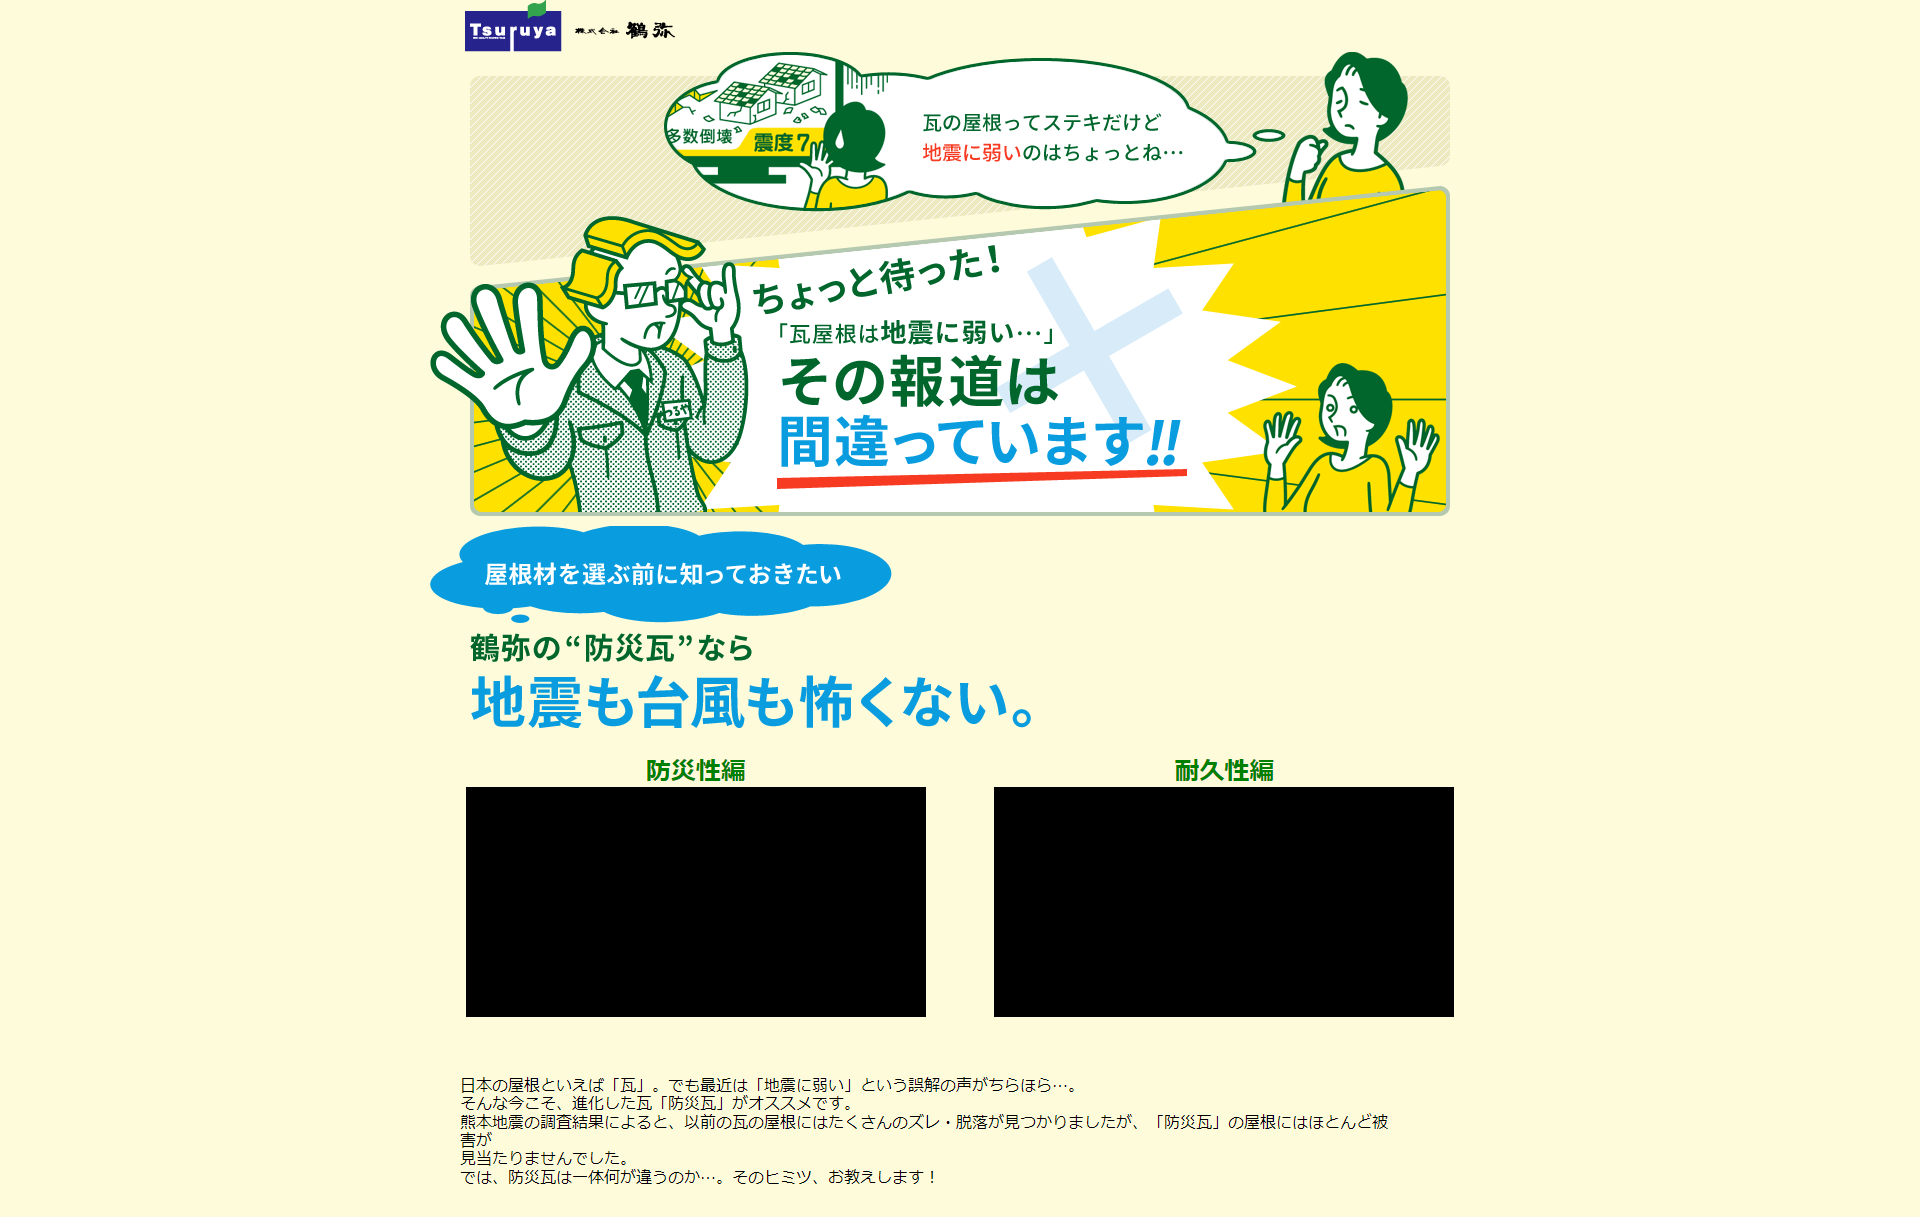 Tsuruya
株式会社 鶴弥
多数倒壊
震度7
瓦の屋根ってステキだけど
地震に弱いのはちょっとね…
ちょっと待った!
「瓦屋根は地震に弱い…」
その報道は
間違っています!!
つるや
屋根材を選ぶ前に知っておきたい
鶴弥の“防災瓦”なら
地震も台風も怖くない。
防災性編
耐久性編
日本の屋根といえば「瓦」。でも最近は「地震に弱い」という誤解の声がちらほら…。
そんな今こそ、進化した瓦「防災瓦」がオススメです。
熊本地震の調査結果によると、以前の瓦の屋根にはたくさんのズレ・脱落が見つかりましたが、「防災瓦」の屋根にはほとんど被
害が
見当たりませんでした。
では、防災瓦は一体何が違うのか…。そのヒミツ、お教えします！